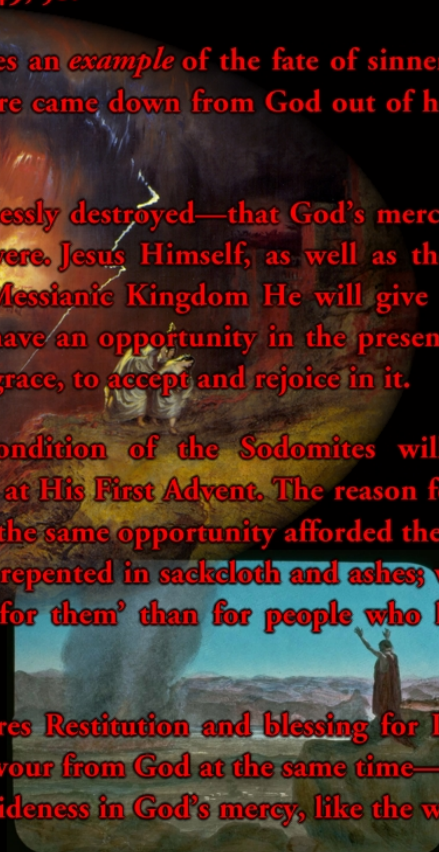 es an example of the fate of sinne
re came down from God out of h
essly destroyed—that God's merc
vere. Jesus Himself, as well as th
Messianic Kingdom He will give
have an opportunity in the presen
grace, to accept and rejoice in it.
ondition of the Sodomites wil
at His First Advent. The reason f
the same opportunity afforded the
repented in sackcloth and ashes;
for them' than for people who
res Restitution and blessing for
vour from God at the same time—
ideness in God's mercy, like the w